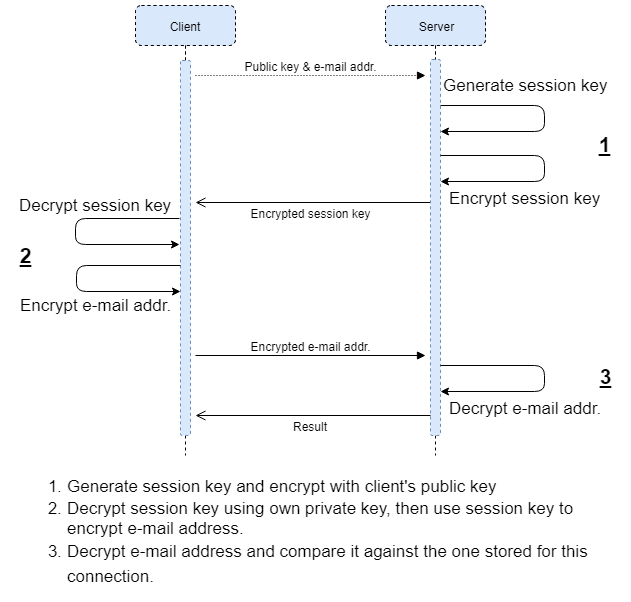 Client
Server
Public key & e-mail addr.
Generate session key
1
Encrypt session key
Decrypt session key
Encrypted session key
2
Encrypt e-mail addr.
Encrypted e-mail addr.
3
Decrypt e-mail addr.
Result
1. Generate session key and encrypt with client's public key
2. Decrypt session key using own private key, then use session key to
encrypt e-mail address.
3. Decrypt e-mail address and compare it against the one stored for this
connection.